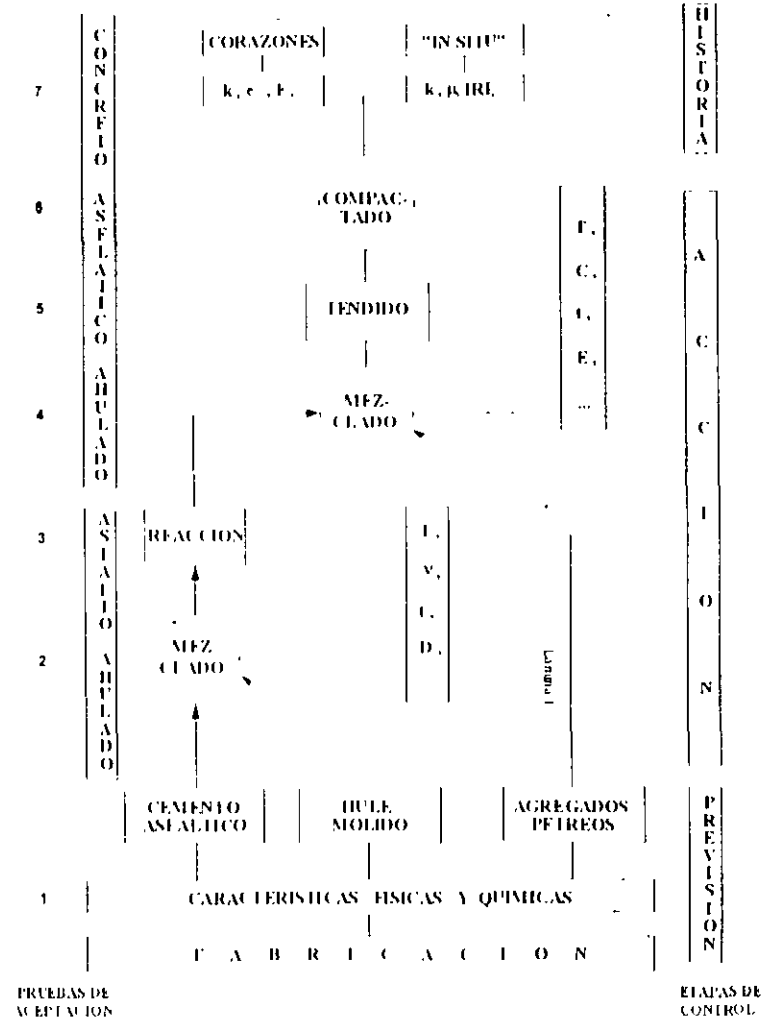 CORAZONES
"IN SITU"
7
6
COMPAC-
TADO
5
TENDIDO
4
MEZ-
CLADO
3
REACCION
2
MEZ
CLADO
CEMENTO
ASFALTICO
HULE
MOLIDO
AGREGADOS
PETREOS
1
CARACTERISTICAS FISICAS Y QUIMICAS
F A B R I C A C I O N
CONCRETO ASFALTICO AHULADO
ASFALTO AHULADO
T, C, t, E, ...
T, V, t, D,
HISTORIA
ACCION
PREVISION
PRUEBAS DE
ACEPTACION
ETAPAS DE
CONTROL